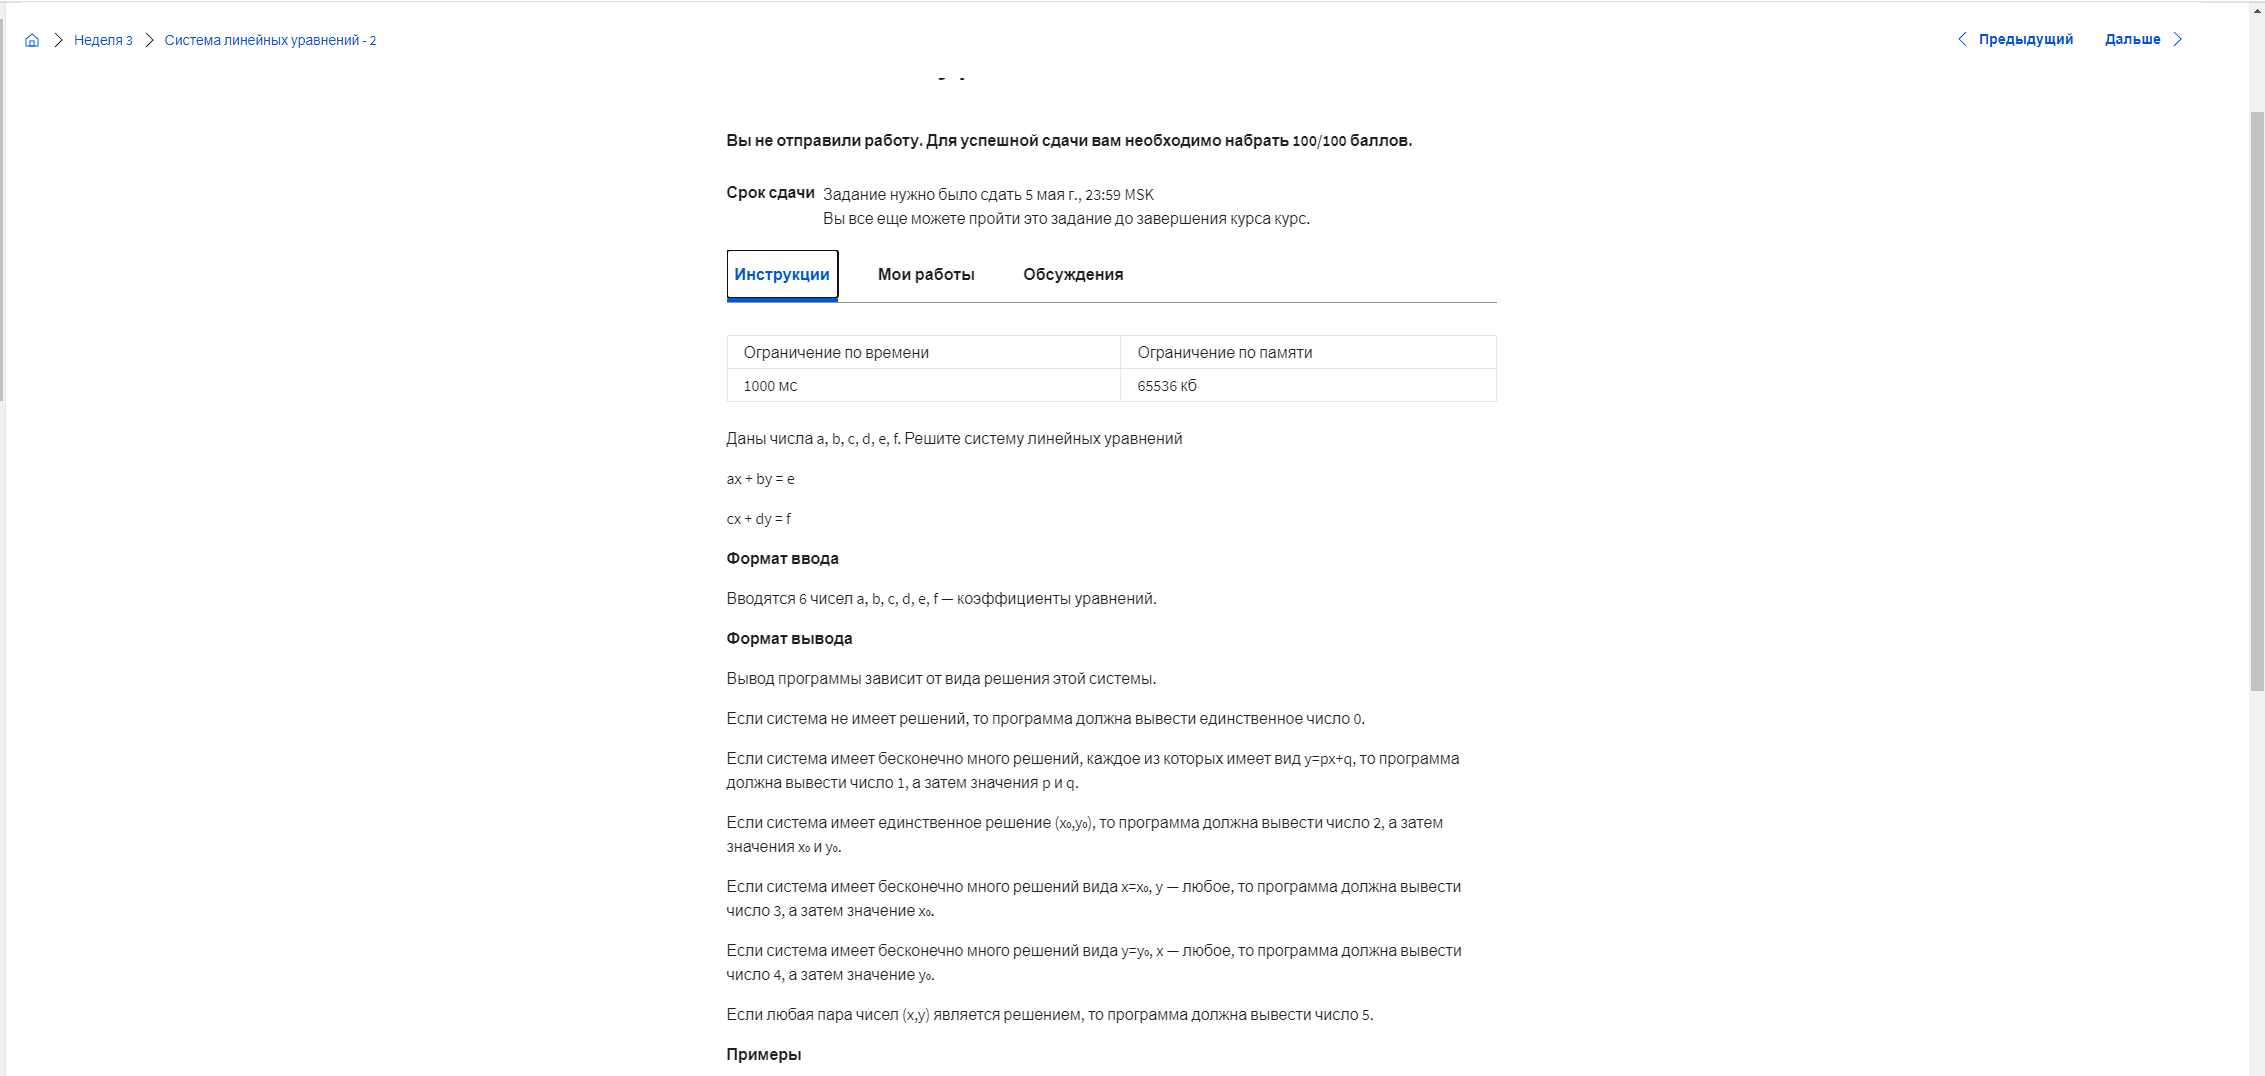 Неделя 3 Система линейных уравнений - 2 Предыдущий Дальше
Вы не отправили работу. Для успешной сдачи вам необходимо набрать 100/100 баллов.
Срок сдачи Задание нужно было сдать 5 мая г., 23:59 MSK
Вы все еще можете пройти это задание до завершения курса курс.
Инструкции Мои работы Обсуждения
Ограничение по времени Ограничение по памяти
1000 мс 65536 кб
Даны числа a, b, c, d, e, f. Решите систему линейных уравнений
ax + by = e
cx + dy = f
Формат ввода
Вводятся 6 чисел a, b, c, d, e, f — коэффициенты уравнений.
Формат вывода
Вывод программы зависит от вида решения этой системы.
Если система не имеет решений, то программа должна вывести единственное число 0.
Если система имеет бесконечно много решений, каждое из которых имеет вид y=px+q, то программа
должна вывести число 1, а затем значения p и q.
Если система имеет единственное решение (x₀,y₀), то программа должна вывести число 2, а затем
значения x₀ и y₀.
Если система имеет бесконечно много решений вида x=x₀, y — любое, то программа должна вывести
число 3, а затем значение x₀.
Если система имеет бесконечно много решений вида y=y₀, x — любое, то программа должна вывести
число 4, а затем значение y₀.
Если любая пара чисел (x,y) является решением, то программа должна вывести число 5.
Примеры